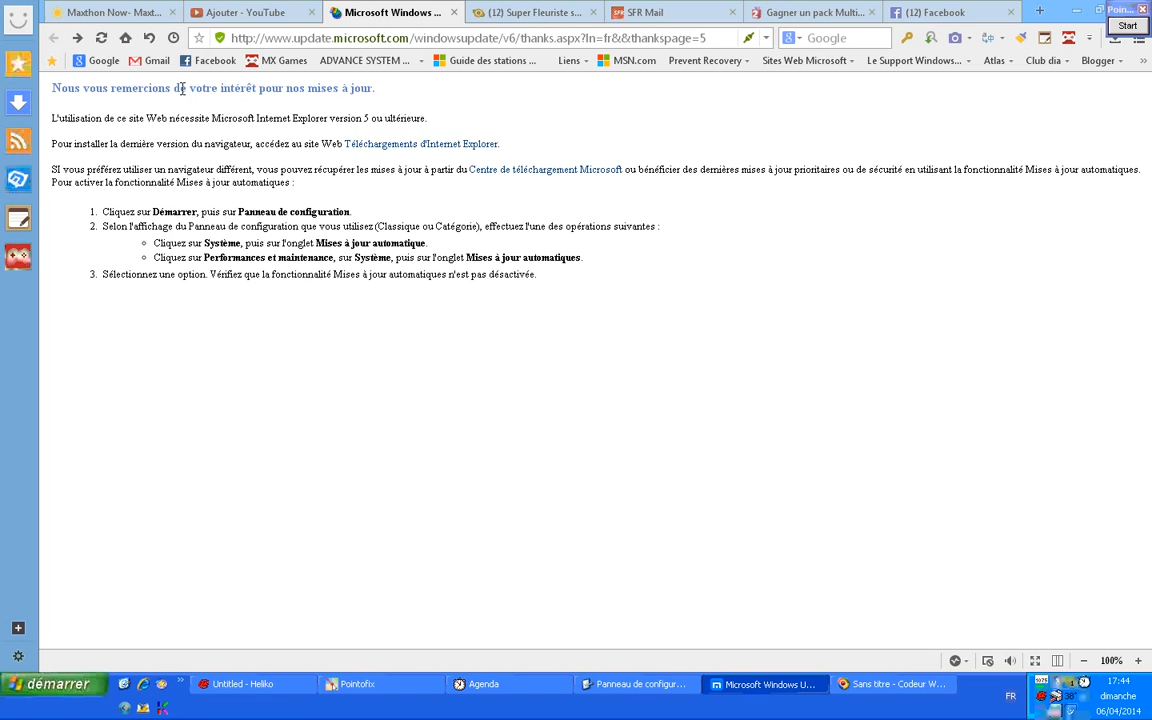 Maxthon Now- Maxt...
Ajouter - YouTube
Microsoft Windows ...
(12) Super Fleuriste s...
SFR Mail
Gagner un pack Multi...
(12) Facebook
Poin...
Start
http://www.update.microsoft.com/windowsupdate/v6/thanks.aspx?ln=fr&&thankspage=5
Google
Google Gmail Facebook MX Games ADVANCE SYSTEM ... Guide des stations ... Liens MSN.com Prevent Recovery Sites Web Microsoft Le Support Windows... Atlas Club dia Blogger »
Nous vous remercions de votre intérêt pour nos mises à jour.
L'utilisation de ce site Web nécessite Microsoft Internet Explorer version 5 ou ultérieure.
Pour installer la dernière version du navigateur, accédez au site Web Téléchargements d'Internet Explorer.
SI vous préférez utiliser un navigateur différent, vous pouvez récupérer les mises à jour à partir du Centre de téléchargement Microsoft ou bénéficier des dernières mises à jour prioritaires ou de sécurité en utilisant la fonctionnalité Mises à jour automatiques.
Pour activer la fonctionnalité Mises à jour automatiques :
1. Cliquez sur Démarrer, puis sur Panneau de configuration.
2. Selon l'affichage du Panneau de configuration que vous utilisez (Classique ou Catégorie), effectuez l'une des opérations suivantes :
Cliquez sur Système, puis sur l'onglet Mises à jour automatique.
Cliquez sur Performances et maintenance, sur Système, puis sur l'onglet Mises à jour automatiques.
3. Sélectionnez une option. Vérifiez que la fonctionnalité Mises à jour automatiques n'est pas désactivée.
100%
démarrer
Untitled - Heliko
Pointofix
Agenda
Panneau de configur...
Microsoft Windows U...
Sans titre - Codeur W...
FR
38°
17:44
dimanche
06/04/2014